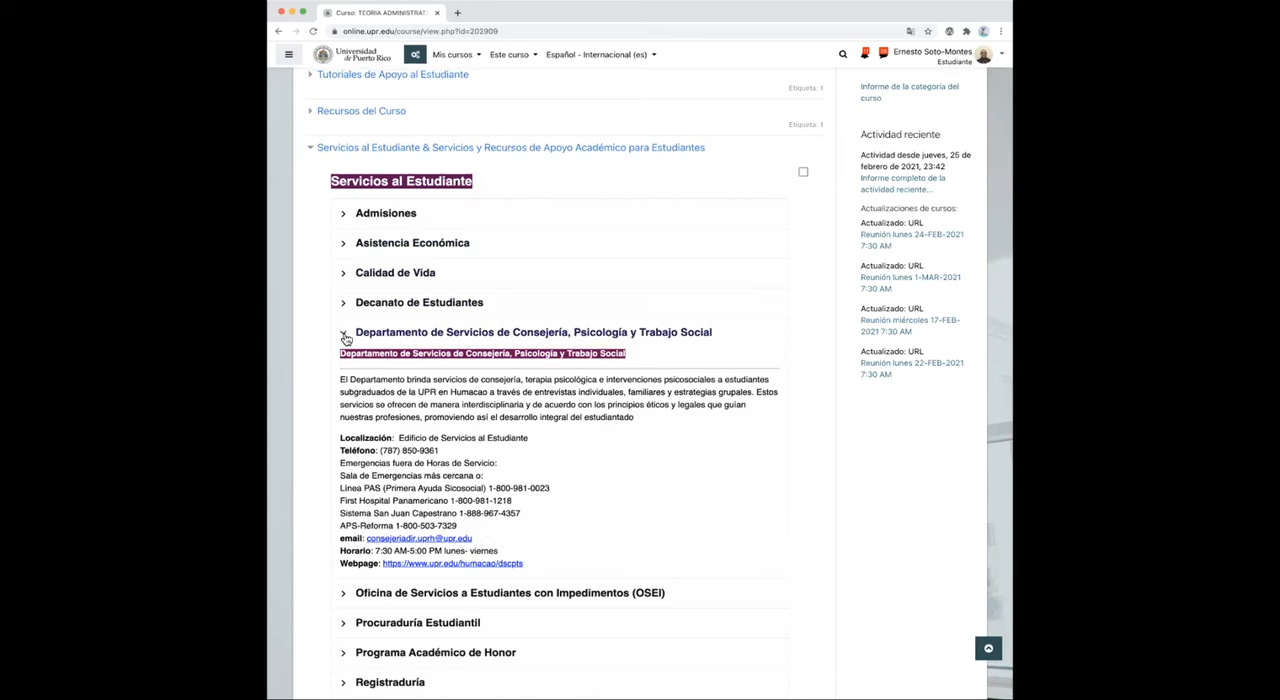 Curso: TEORIA ADMINISTRAT
online.upr.edu/course/view.php?id=202909
Universidad de Puerto Rico
Mis cursos
Este curso
Español - Internacional (es)
Ernesto Soto-Montes
Estudiante
Tutoriales de Apoyo al Estudiante
Etiqueta: 1
Recursos del Curso
Etiqueta: 1
Servicios al Estudiante & Servicios y Recursos de Apoyo Académico para Estudiantes
Servicios al Estudiante
Admisiones
Asistencia Económica
Calidad de Vida
Decanato de Estudiantes
Departamento de Servicios de Consejería, Psicología y Trabajo Social
Departamento de Servicios de Consejería, Psicología y Trabajo Social
El Departamento brinda servicios de consejería, terapia psicológica e intervenciones psicosociales a estudiantes
subgraduados de la UPR en Humacao a través de entrevistas individuales, familiares y estrategias grupales. Estos
servicios se ofrecen de manera interdisciplinaria y de acuerdo con los principios éticos y legales que guían
nuestras profesiones, promoviendo así el desarrollo integral del estudiantado
Localización: Edificio de Servicios al Estudiante
Teléfono: (787) 850-9361
Emergencias fuera de Horas de Servicio:
Sala de Emergencias más cercana o:
Línea PAS (Primera Ayuda Sicosocial) 1-800-981-0023
First Hospital Panamericano 1-800-981-1218
Sistema San Juan Capestrano 1-888-967-4357
APS-Reforma 1-800-503-7329
email: consejeriadir.uprh@upr.edu
Horario: 7:30 AM-5:00 PM lunes- viernes
Webpage: https://www.upr.edu/humacao/dscpts
Oficina de Servicios a Estudiantes con Impedimentos (OSEI)
Procuraduría Estudiantil
Programa Académico de Honor
Registraduría
Informe de la categoría del
curso
Actividad reciente
Actividad desde jueves, 25 de
febrero de 2021, 23:42
Informe completo de la
actividad reciente...
Actualizaciones de cursos:
Actualizado: URL
Reunión lunes 24-FEB-2021
7:30 AM
Actualizado: URL
Reunión lunes 1-MAR-2021
7:30 AM
Actualizado: URL
Reunión miércoles 17-FEB-
2021 7:30 AM
Actualizado: URL
Reunión lunes 22-FEB-2021
7:30 AM